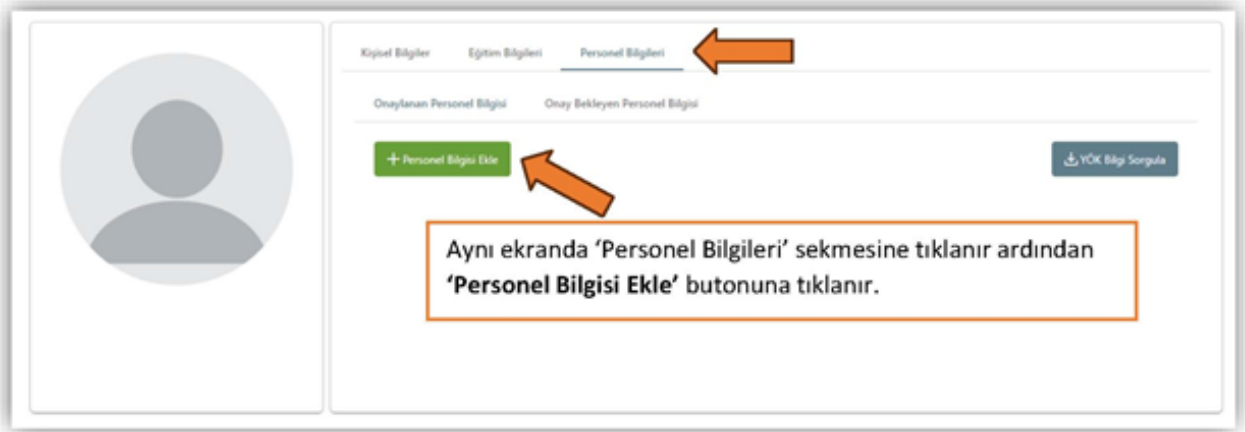 Kişisel Bilgiler Eğitim Bilgileri Personel Bilgileri
Onaylanan Personel Bilgisi Onay Bekleyen Personel Bilgisi
+ Personel Bilgisi Ekle YÖK Bilgi Sorgula
Aynı ekranda ‘Personel Bilgileri’ sekmesine tıklanır ardından
‘Personel Bilgisi Ekle’ butonuna tıklanır.